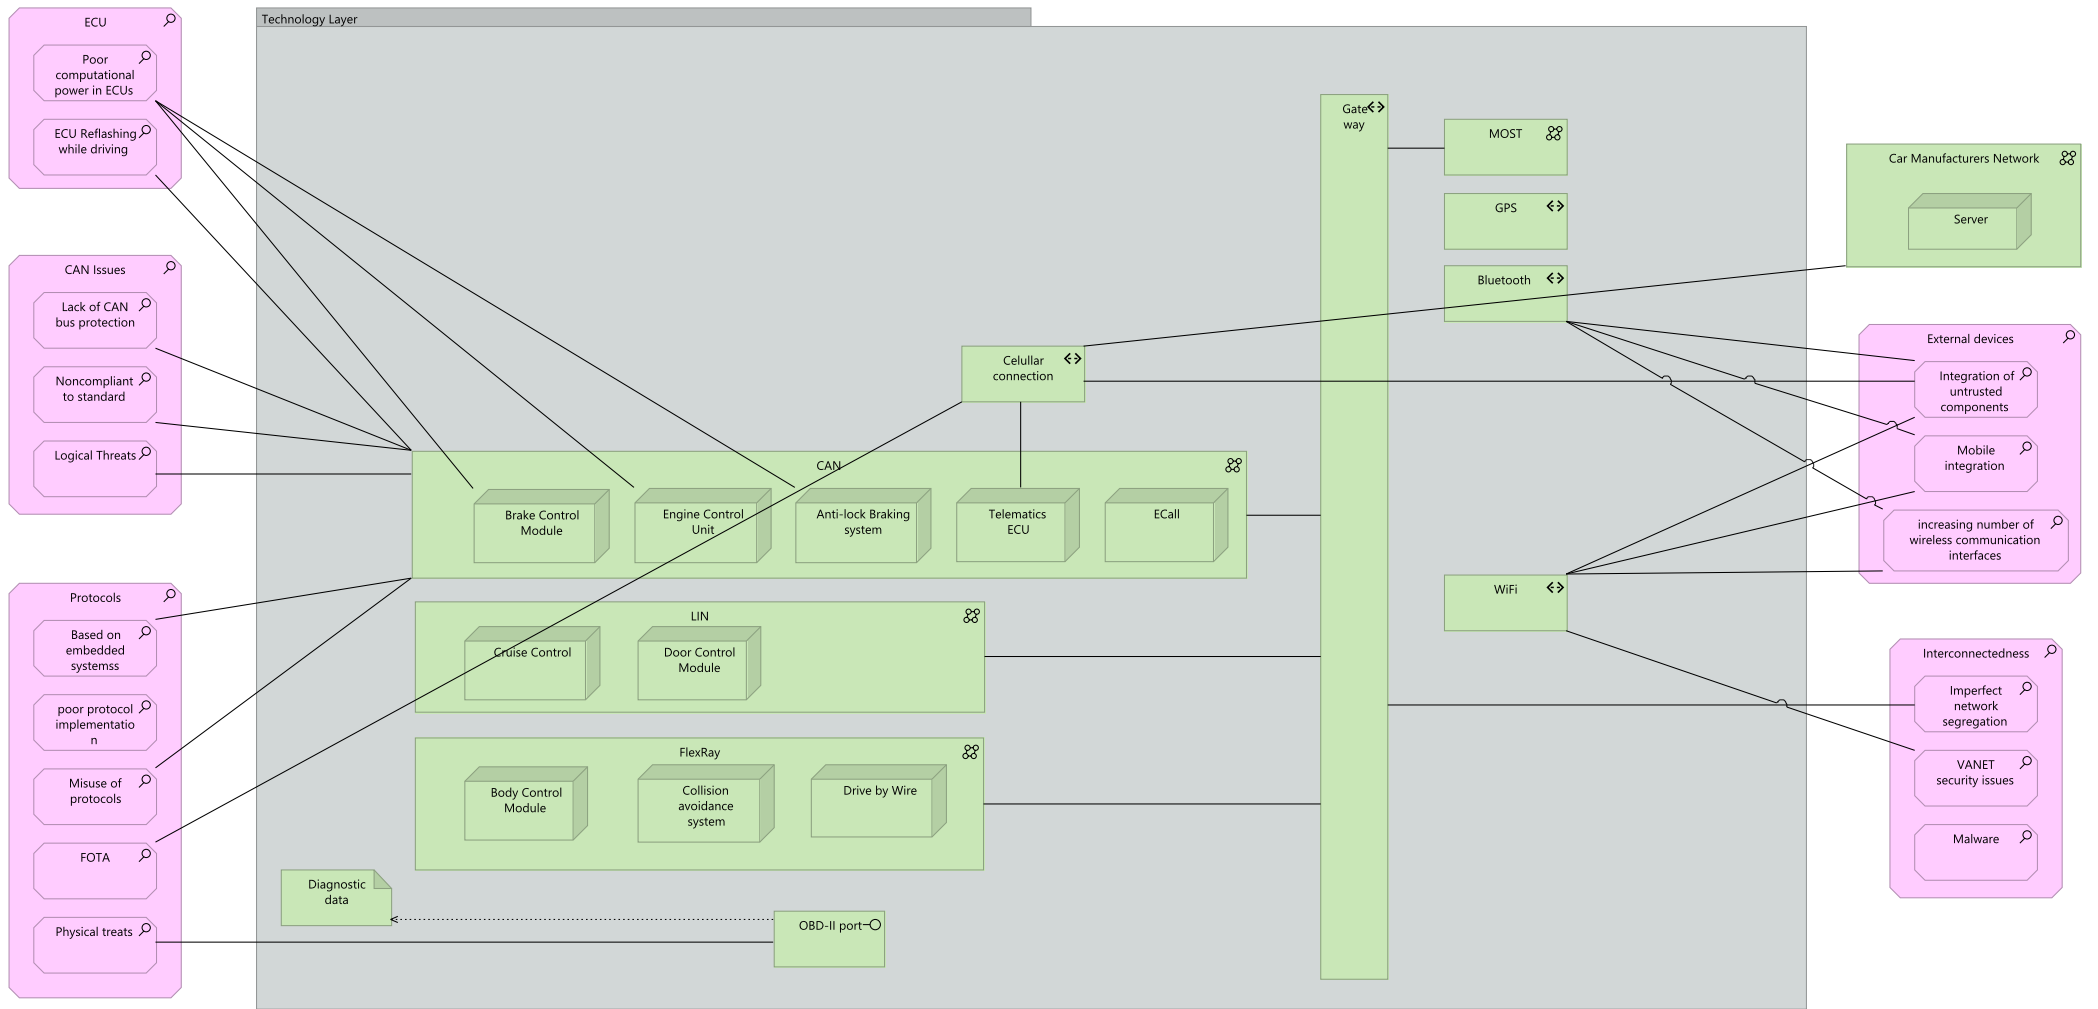 Technology Layer
ECU
Poor
computational
power in ECUs
ECU Reflashing
while driving
CAN Issues
Lack of CAN
bus protection
Noncompliant
to standard
Logical Threats
Protocols
Based on
embedded
systemss
poor protocol
implementatio
n
Misuse of
protocols
FOTA
Physical treats
Celullar
connection
CAN
Brake Control
Module
Engine Control
Unit
Anti-lock Braking
system
Telematics
ECU
ECall
LIN
Cruise Control
Door Control
Module
FlexRay
Body Control
Module
Collision
avoidance
system
Drive by Wire
Diagnostic
data
OBD-II port
Gate
way
MOST
GPS
Bluetooth
WiFi
Car Manufacturers Network
Server
External devices
Integration of
untrusted
components
Mobile
integration
increasing number of
wireless communication
interfaces
Interconnectedness
Imperfect
network
segregation
VANET
security issues
Malware